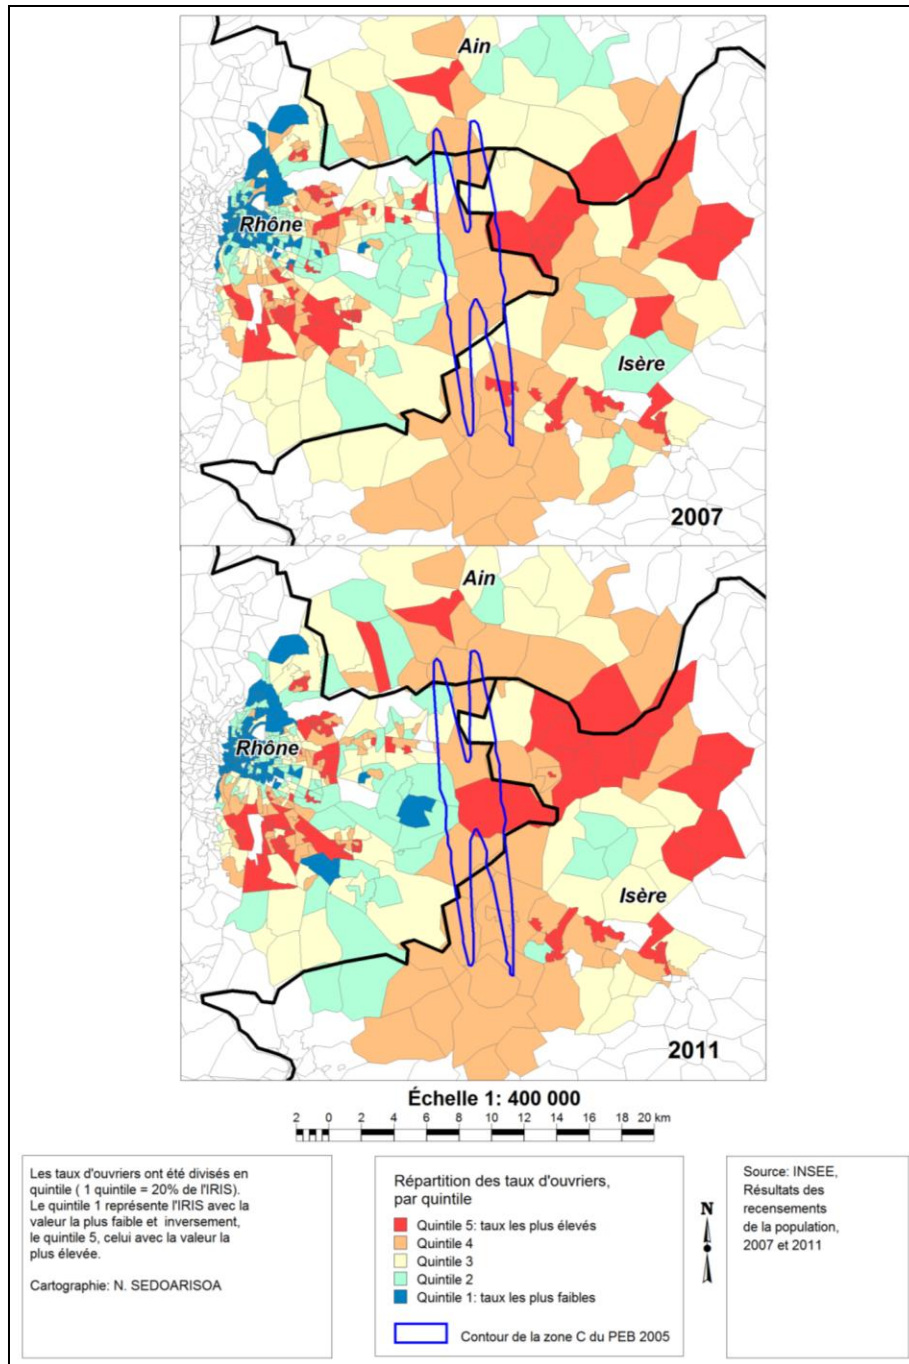 Ain
Rhône
Isère
2007
Ain
Rhône
Isère
2011
Échelle 1: 400 000
2 0 2 4 6 8 10 12 14 16 18 20 km
Les taux d'ouvriers ont été divisés en
quintile ( 1 quintile = 20% de l'IRIS).
Le quintile 1 représente l'IRIS avec la
valeur la plus faible et inversement,
le quintile 5, celui avec la valeur la
plus élevée.
Cartographie: N. SEDOARISOA
Répartition des taux d'ouvriers,
par quintile
Quintile 5: taux les plus élevés
Quintile 4
Quintile 3
Quintile 2
Quintile 1: taux les plus faibles
Contour de la zone C du PEB 2005
N
Source: INSEE,
Résultats des
recensements
de la population,
2007 et 2011